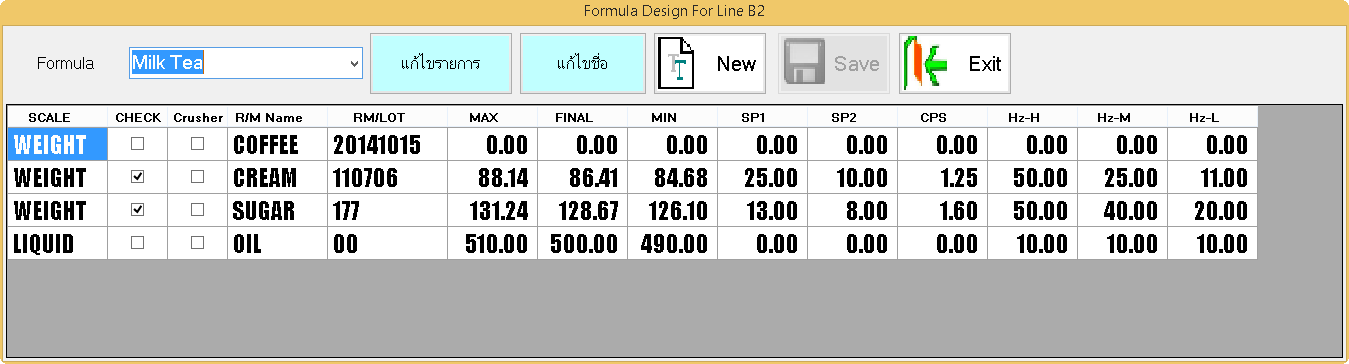 Formula Design For Line B2
Formula Milk Tea แก้ไขรายการ แก้ไขชื่อ New Save Exit
SCALE CHECK Crusher R/M Name RM/LOT MAX FINAL MIN SP1 SP2 CPS Hz-H Hz-M Hz-L
WEIGHT COFFEE 20141015 0.00 0.00 0.00 0.00 0.00 0.00 0.00 0.00 0.00
WEIGHT CREAM 110706 88.14 86.41 84.68 25.00 10.00 1.25 50.00 25.00 11.00
WEIGHT SUGAR 177 131.24 128.67 126.10 13.00 8.00 1.60 50.00 40.00 20.00
LIQUID OIL 00 510.00 500.00 490.00 0.00 0.00 0.00 10.00 10.00 10.00